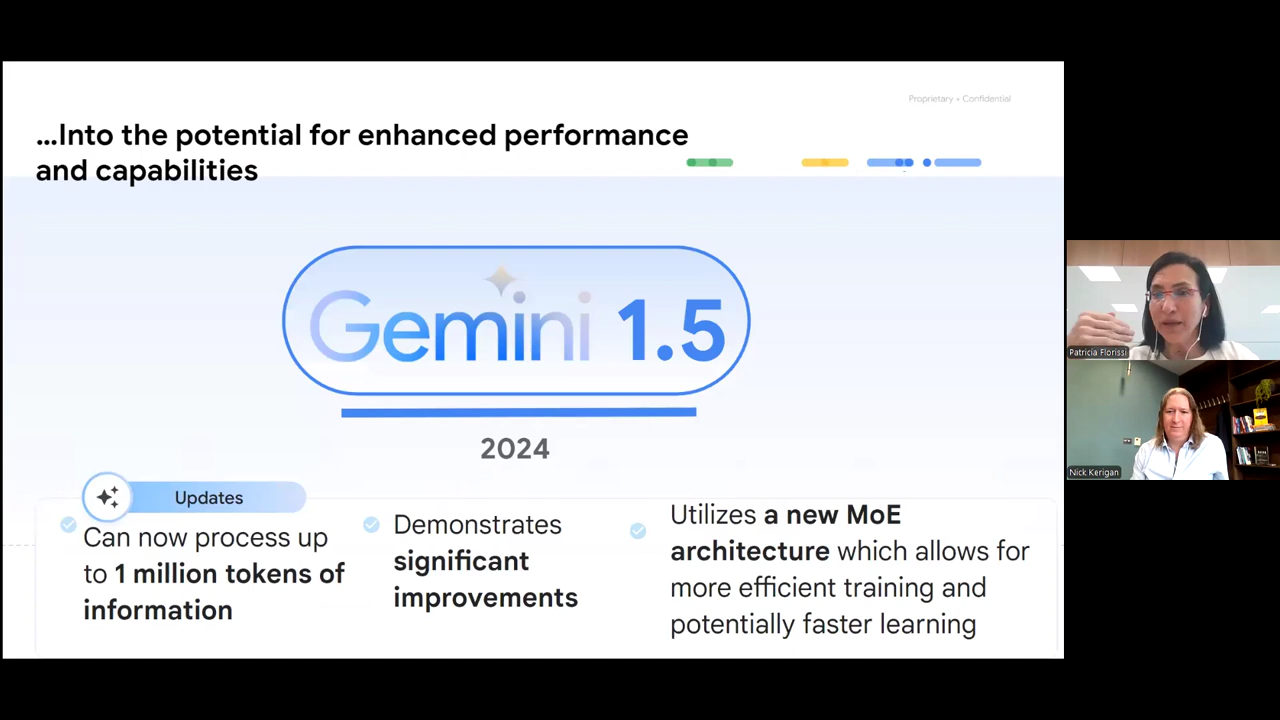 Proprietary + Confidential
...Into the potential for enhanced performance
and capabilities
Gemini 1.5
2024
Updates
Can now process up
to 1 million tokens of
information
Demonstrates
significant
improvements
Utilizes a new MoE
architecture which allows for
more efficient training and
potentially faster learning
Patricia Florissi
Nick Kerigan